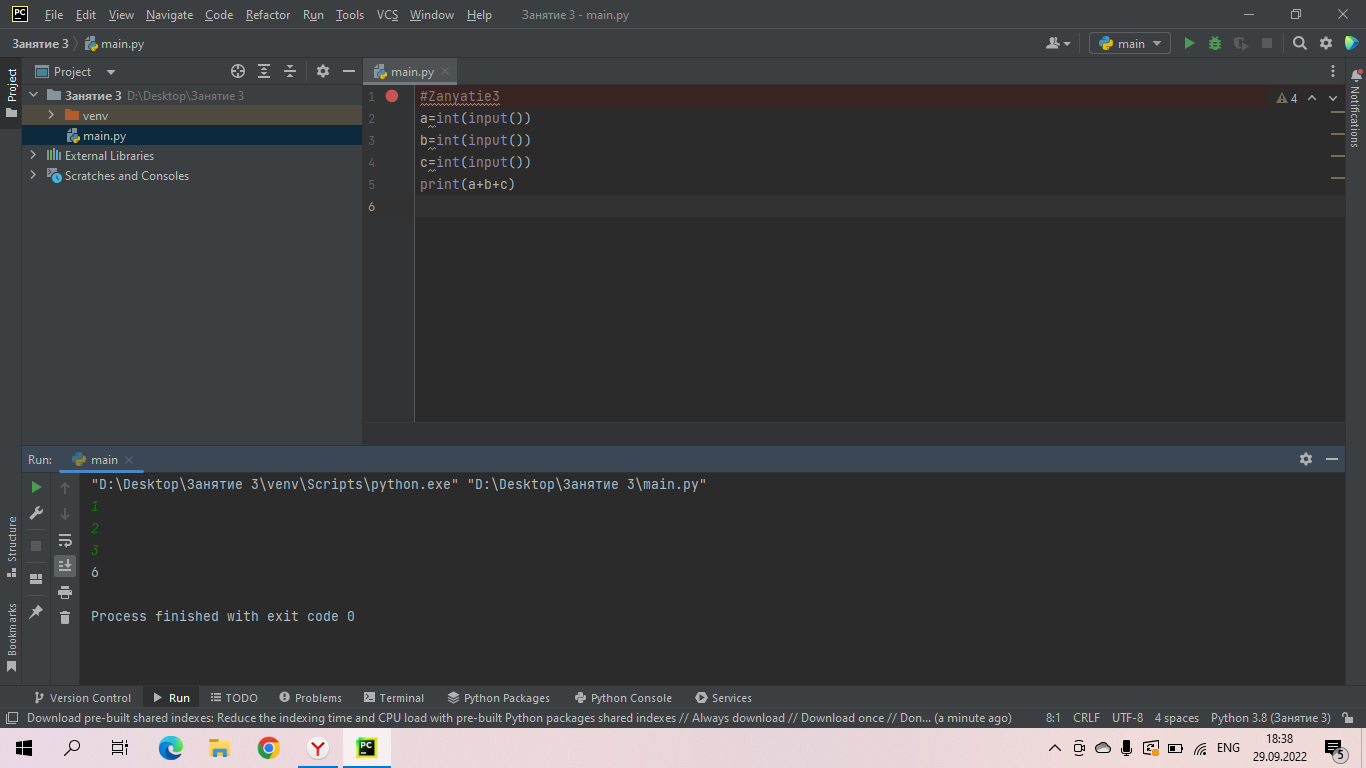 PC File Edit View Navigate Code Refactor Run Tools VCS Window Help Занятие 3 - main.py
Занятие 3 main.py main
Project
Project
main.py
Занятие 3 D:\Desktop\Занятие 3
venv
main.py
External Libraries
Scratches and Consoles
1 #Zanyatie3
2 a=int(input())
3 b=int(input())
4 c=int(input())
5 print(a+b+c)
6
4
Notifications
Run: main
"D:\Desktop\Занятие 3\venv\Scripts\python.exe" "D:\Desktop\Занятие 3\main.py"
1
2
3
6
Process finished with exit code 0
Structure
Bookmarks
Version Control Run TODO Problems Terminal Python Packages Python Console Services
Download pre-built shared indexes: Reduce the indexing time and CPU load with pre-built Python packages shared indexes // Always download // Download once // Don... (a minute ago) 8:1 CRLF UTF-8 4 spaces Python 3.8 (Занятие 3)
Y PC ENG 18:38
29.09.2022 5